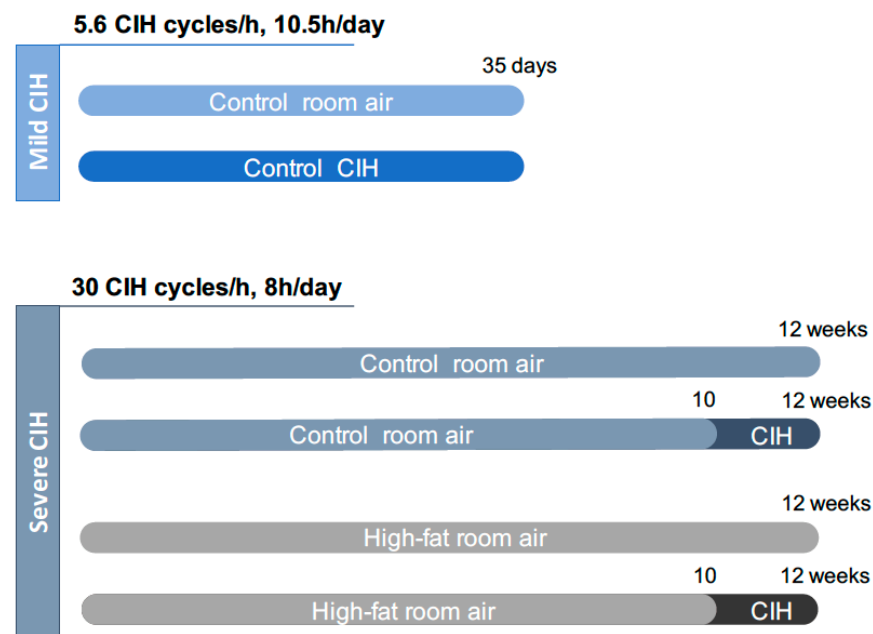 5.6 CIH cycles/h, 10.5h/day
Mild CIH
35 days
Control room air
Control CIH
30 CIH cycles/h, 8h/day
Severe CIH
12 weeks
Control room air
10 12 weeks
Control room air CIH
12 weeks
High-fat room air
10 12 weeks
High-fat room air CIH